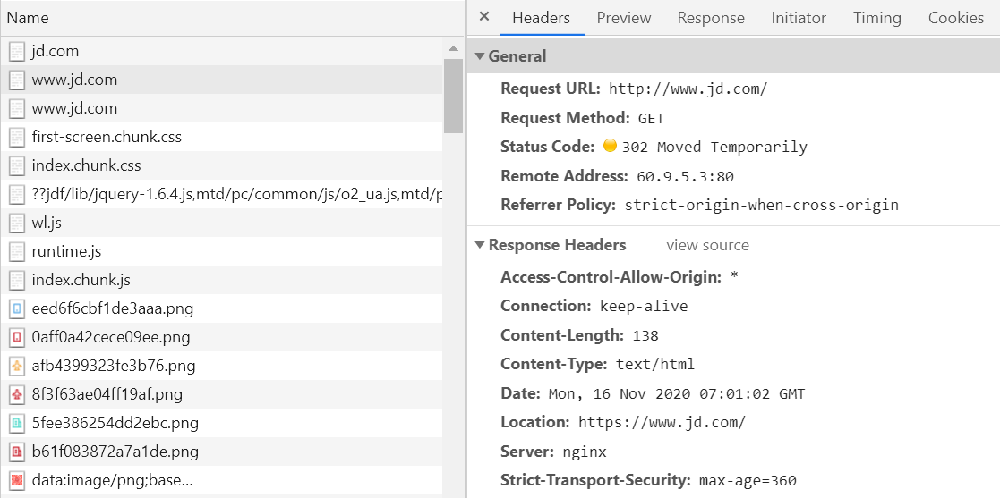 Name
jd.com
www.jd.com
www.jd.com
first-screen.chunk.css
index.chunk.css
??jdf/lib/jquery-1.6.4.js,mtd/pc/common/js/o2_ua.js,mtd/p
wl.js
runtime.js
index.chunk.js
eed6f6cbf1de3aaa.png
0aff0a42cece09ee.png
afb4399323fe3b76.png
8f3f63ae04ff19af.png
5fee386254dd2ebc.png
b61f083872a7a1de.png
data:image/png;base...
× Headers Preview Response Initiator Timing Cookies
▼ General
Request URL: http://www.jd.com/
Request Method: GET
Status Code: 302 Moved Temporarily
Remote Address: 60.9.5.3:80
Referrer Policy: strict-origin-when-cross-origin
▼ Response Headers view source
Access-Control-Allow-Origin: *
Connection: keep-alive
Content-Length: 138
Content-Type: text/html
Date: Mon, 16 Nov 2020 07:01:02 GMT
Location: https://www.jd.com/
Server: nginx
Strict-Transport-Security: max-age=360